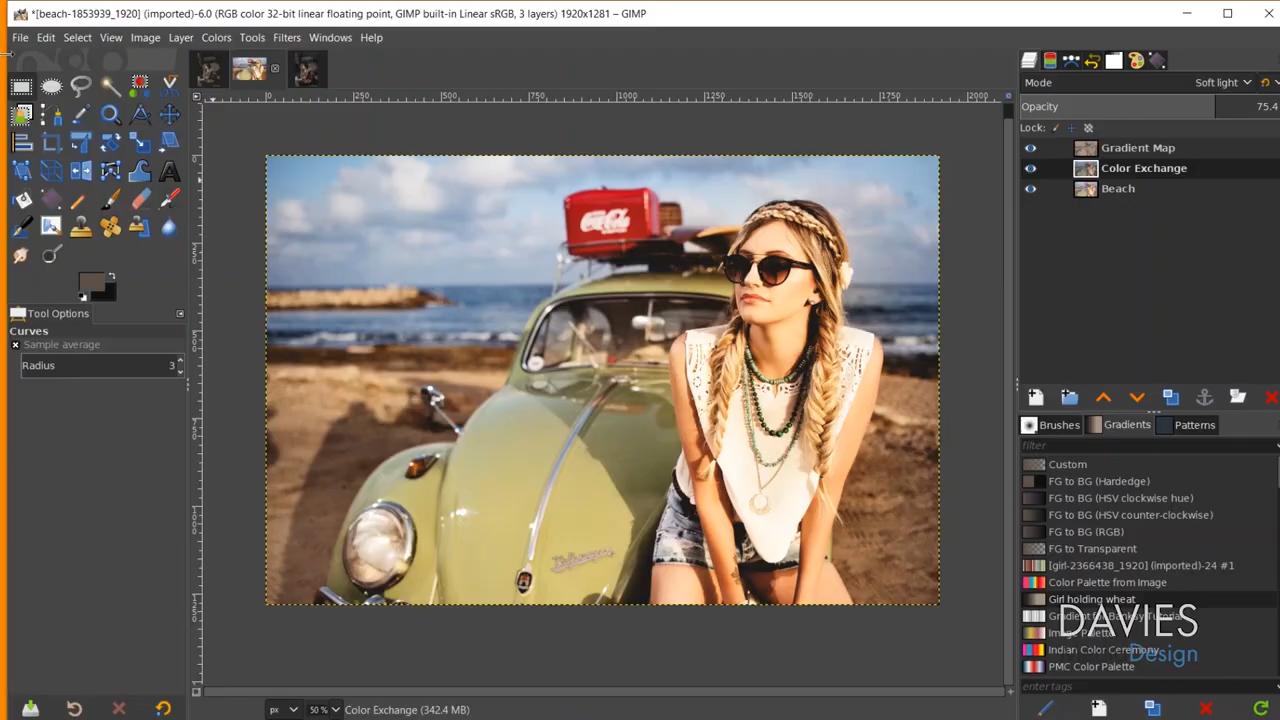 *[beach-1853939_1920] (imported)-6.0 (RGB color 32-bit linear floating point, GIMP built-in Linear sRGB, 3 layers) 1920x1281 – GIMP
File Edit Select View Image Layer Colors Tools Filters Windows Help
Mode Soft light
Opacity 75.4
Lock:
Gradient Map
Color Exchange
Beach
0 250 500 750 1000 1250 1500 1750 2000
Coca-Cola
Volkswagen
Tool Options
Curves
Sample average
Radius 3
Brushes Gradients Patterns
filter
Custom
FG to BG (Hardedge)
FG to BG (HSV clockwise hue)
FG to BG (HSV counter-clockwise)
FG to BG (RGB)
FG to Transparent
[girl-2366438_1920] (imported)-24 #1
Color Palette from Image
Girl holding wheat
Indian Color Ceremony
PMC Color Palette
DAVIES
Design
enter tags
px 50 % Color Exchange (342.4 MB)